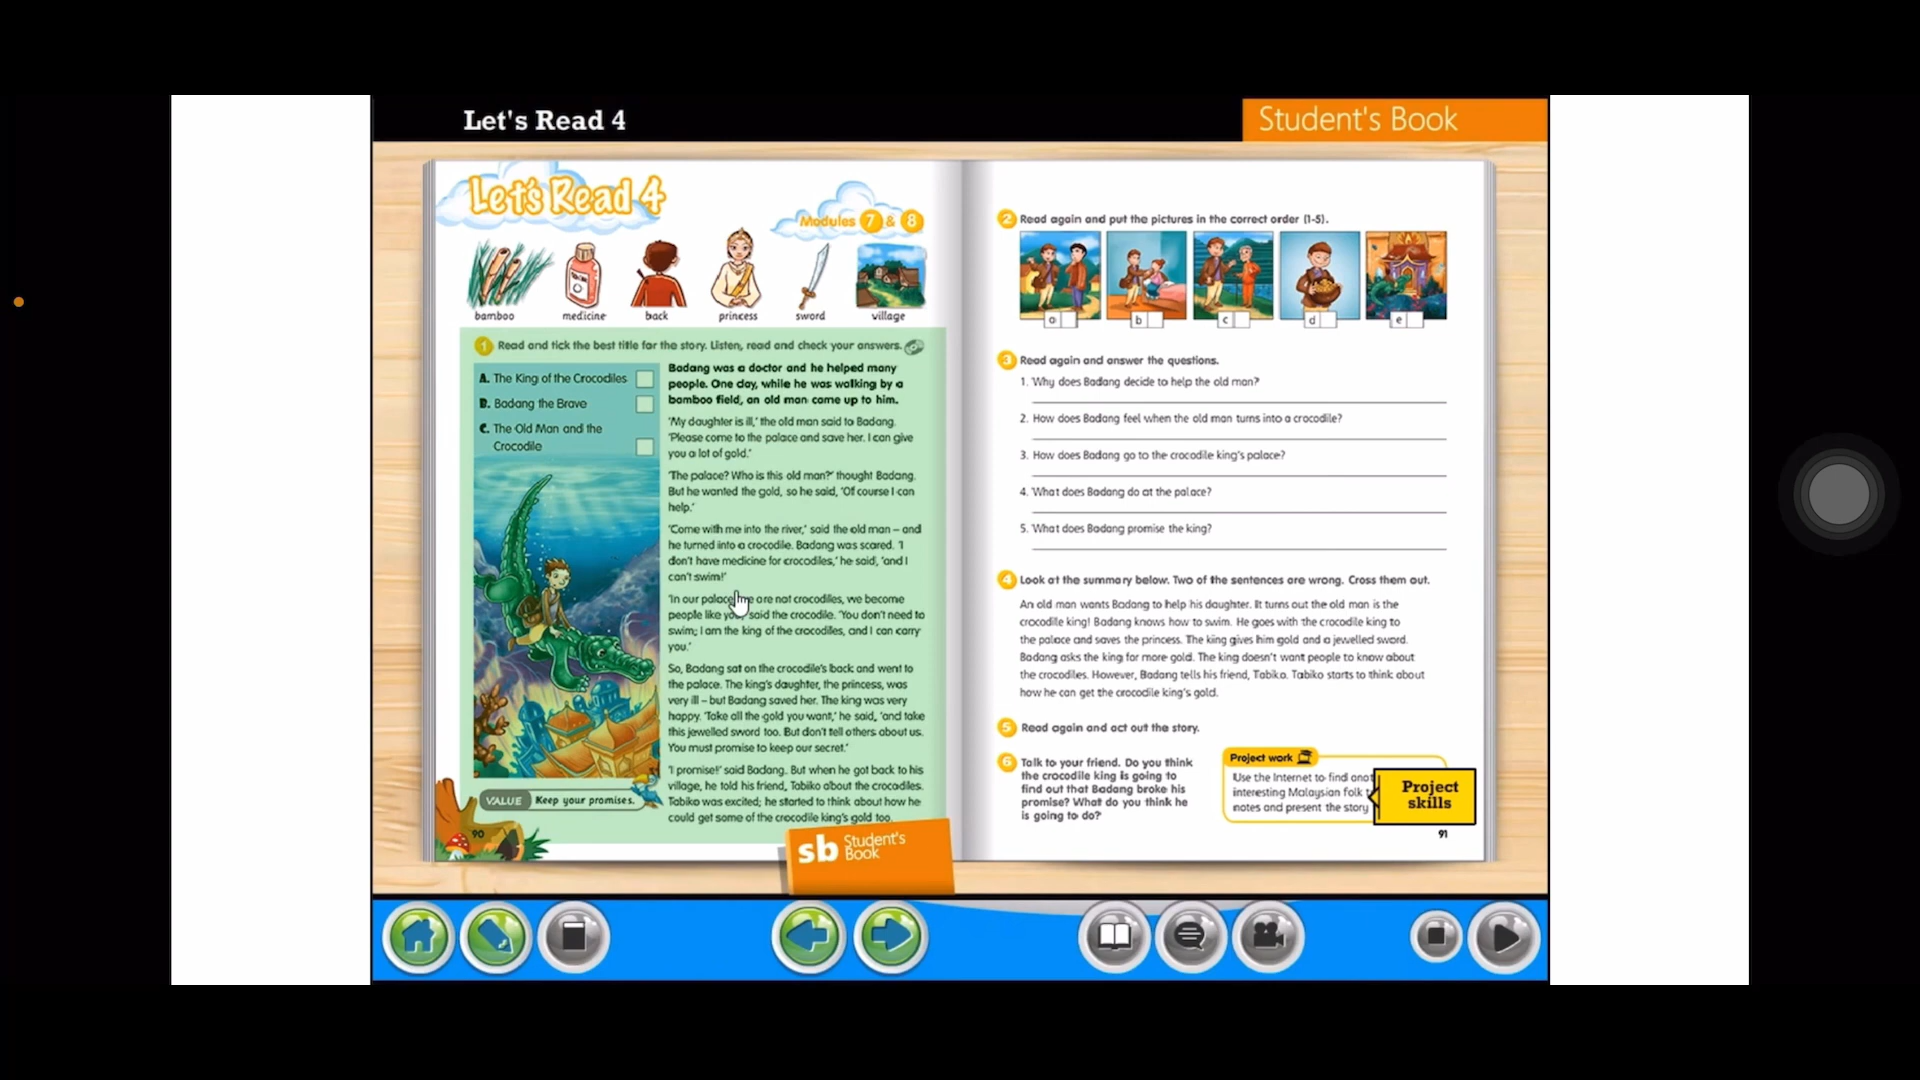 Let's Read 4
Student's Book
Let's Read 4
Modules 7 & 8
bamboo
medicine
back
princess
sword
village
1 Read and tick the best title for the story. Listen, read and check your answers.
A. The King of the Crocodiles
B. Badang the Brave
C. The Old Man and the
Crocodile
Badang was a doctor and he helped many
people. One day, while he was walking by a
bamboo field, an old man came up to him.
'My daughter is ill,' the old man said to Badang.
'Please come to the palace and save her. I can give
you a lot of gold.'
'The palace? Who is this old man?' thought Badang.
But he wanted the gold, so he said, 'Of course I can
help.'
'Come with me into the river,' said the old man – and
he turned into a crocodile. Badang was scared. 'I
don't have medicine for crocodiles,' he said, 'and I
can't swim!'
'In our palace we are not crocodiles, we become
people like you,' said the crocodile. 'You don't need to
swim; I am the king of the crocodiles, and I can carry
you.'
So, Badang sat on the crocodile's back and went to
the palace. The king's daughter, the princess, was
very ill – but Badang saved her. The king was very
happy. 'Take all the gold you want,' he said, 'and take
this jewelled sword too. But don't tell others about us.
You must promise to keep our secret.'
'I promise!' said Badang. But when he got back to his
village, he told his friend, Tabiko about the crocodiles.
Tabiko was excited; he started to think about how he
could get some of the crocodile king's gold too.
VALUE Keep your promises.
90
sb Student's
Book
2 Read again and put the pictures in the correct order (1-5).
a
b
c
d
e
3 Read again and answer the questions.
1. Why does Badang decide to help the old man?
2. How does Badang feel when the old man turns into a crocodile?
3. How does Badang go to the crocodile king's palace?
4. What does Badang do at the palace?
5. What does Badang promise the king?
4 Look at the summary below. Two of the sentences are wrong. Cross them out.
An old man wants Badang to help his daughter. It turns out the old man is the
crocodile king! Badang knows how to swim. He goes with the crocodile king to
the palace and saves the princess. The king gives him gold and a jewelled sword.
Badang asks the king for more gold. The king doesn't want people to know about
the crocodiles. However, Badang tells his friend, Tabiko. Tabiko starts to think about
how he can get the crocodile king's gold.
5 Read again and act out the story.
6 Talk to your friend. Do you think
the crocodile king is going to
find out that Badang broke his
promise? What do you think he
is going to do?
Project work
Use the Internet to find
interesting Malaysian folk
notes and present the story
Project
skills
91